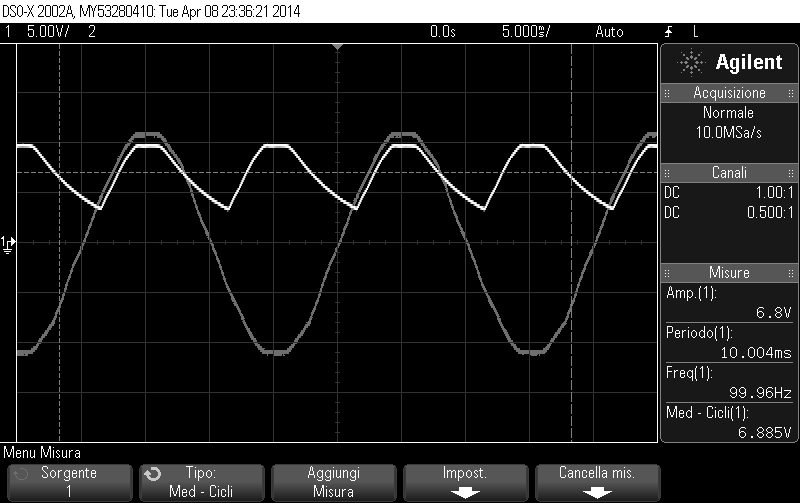 DSO-X 2002A, MY53280410: Tue Apr 08 23:36:21 2014
1 5.00V/ 2 0.0s 5.000ms/ Auto L
Agilent
Acquisizione
Normale
10.0MSa/s
Canali
DC 1.00:1
DC 0.500:1
Misure
Amp.(1):
6.8V
Periodo(1):
10.004ms
Freq(1):
99.96Hz
Med - Cicli(1):
6.885V
1
Menu Misura
Sorgente
1
Tipo:
Med - Cicli
Aggiungi
Misura
Impost.
Cancella mis.